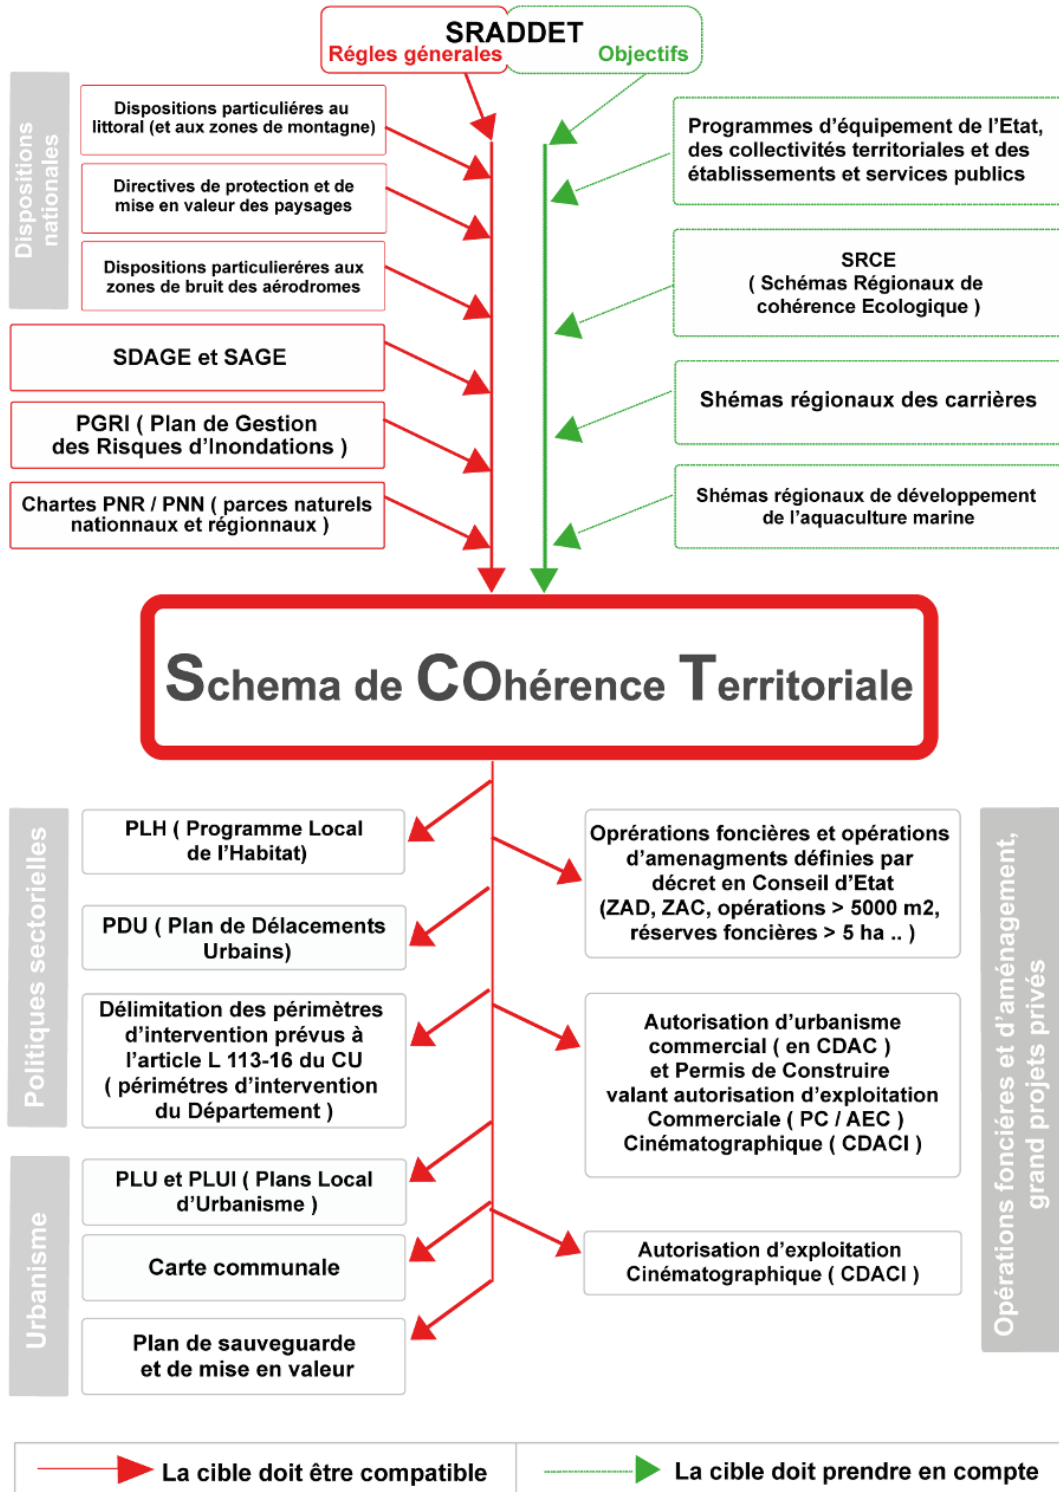 SRADDET
Régles génerales
Objectifs
Dispositions
nationales
Dispositions particuliéres au
littoral (et aux zones de montagne)
Directives de protection et de
mise en valeur des paysages
Dispositions particulieréres aux
zones de bruit des aérodromes
SDAGE et SAGE
PGRI ( Plan de Gestion
des Risques d'Inondations )
Chartes PNR / PNN ( parces naturels
nationnaux et régionnaux )
Programmes d'équipement de l'Etat,
des collectivités territoriales et des
établissements et services publics
SRCE
( Schémas Régionaux de
cohérence Ecologique )
Shémas régionaux des carrières
Shémas régionaux de développement
de l'aquaculture marine
Schema de COhérence Territoriale
Politiques sectorielles
PLH ( Programme Local
de l'Habitat)
PDU ( Plan de Délacements
Urbains)
Délimitation des périmètres
d'intervention prévus à
l'article L 113-16 du CU
( périmétres d'intervention
du Département )
Urbanisme
PLU et PLUI ( Plans Local
d'Urbanisme )
Carte communale
Plan de sauveguarde
et de mise en valeur
Oprérations foncières et opérations
d'amenagments définies par
décret en Conseil d'Etat
(ZAD, ZAC, opérations > 5000 m2,
réserves foncières > 5 ha .. )
Autorisation d'urbanisme
commercial ( en CDAC )
et Permis de Construire
valant autorisation d'exploitation
Commerciale ( PC / AEC )
Cinématographique ( CDACI )
Autorisation d'exploitation
Cinématographique ( CDACI )
Opérations fonciéres et d'aménagement,
grand projets privés
La cible doit être compatible
La cible doit prendre en compte